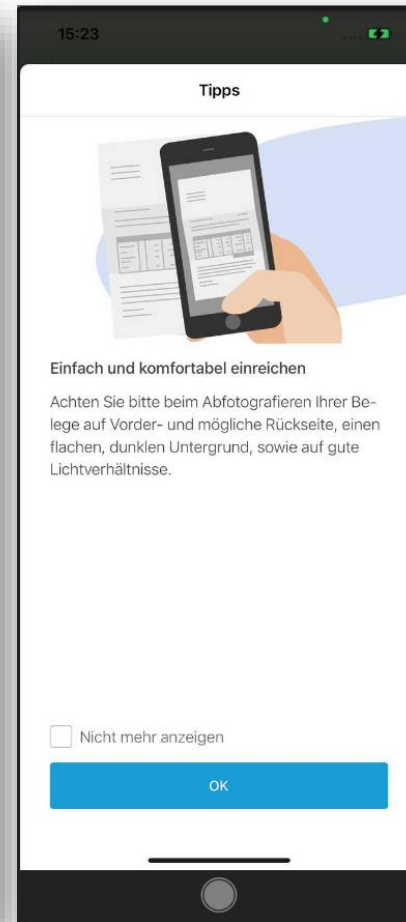 15:23
Tipps
Einfach und komfortabel einreichen
Achten Sie bitte beim Abfotografieren Ihrer Be-
lege auf Vorder- und mögliche Rückseite, einen
flachen, dunklen Untergrund, sowie auf gute
Lichtverhältnisse.
Nicht mehr anzeigen
OK